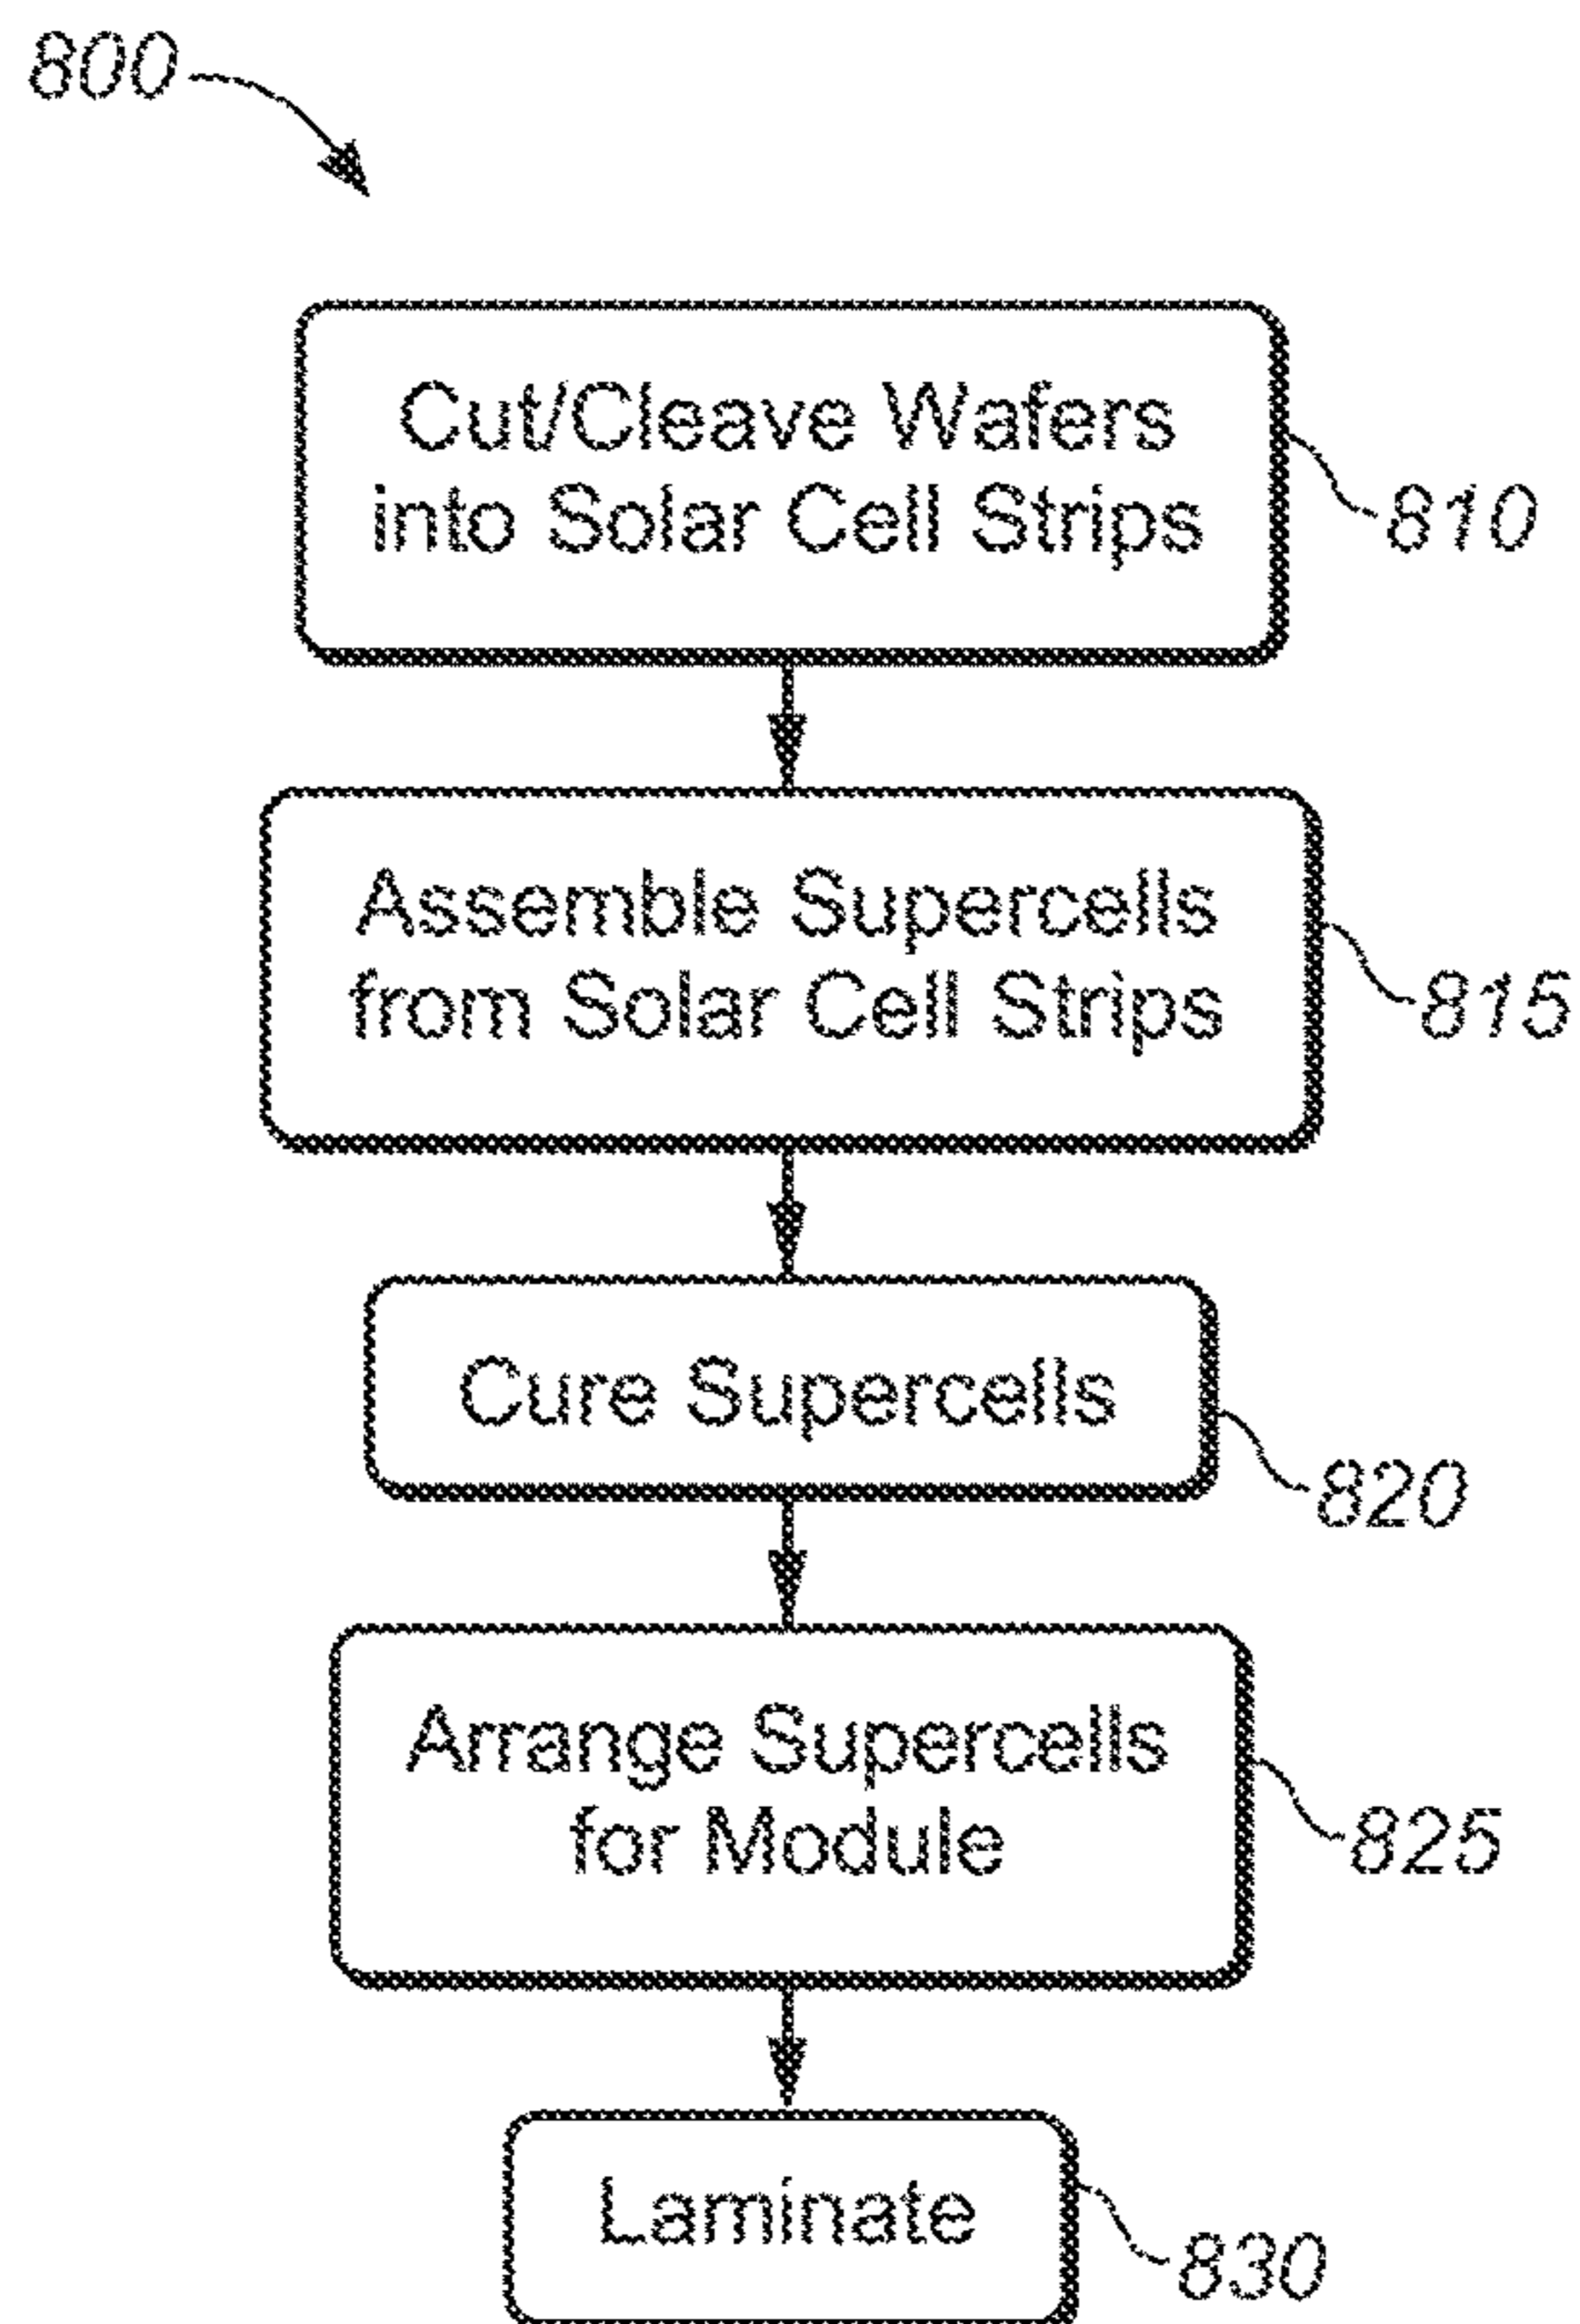 800
Cut/Cleave Wafers
into Solar Cell Strips
810
Assemble Supercells
from Solar Cell Strips
815
Cure Supercells
820
Arrange Supercells
for Module
825
Laminate
830